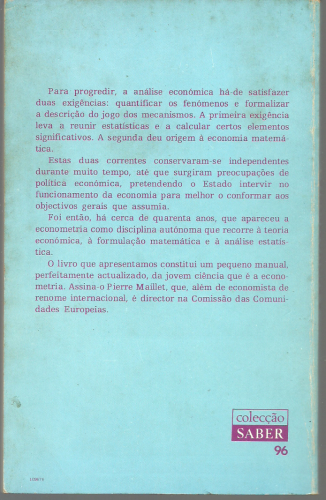 Para progredir, a análise económica há-de satisfazer
duas exigências: quantificar os fenómenos e formalizar
a descrição do jogo dos mecanismos. A primeira exigência
leva a reunir estatísticas e a calcular certos elementos
significativos. A segunda deu origem à economia matemá-
tica.
Estas duas correntes conservaram-se independentes
durante muito tempo, até que surgiram preocupações de
política económica, pretendendo o Estado intervir no
funcionamento da economia para melhor o conformar aos
objectivos gerais que assumia.
Foi então, há cerca de quarenta anos, que apareceu a
econometria como disciplina autónoma que recorre à teoria
económica, à formulação matemática e à análise estatís-
tica.
O livro que apresentamos constitui um pequeno manual,
perfeitamente actualizado, da jovem ciência que é a econo-
metria. Assina-o Pierre Maillet, que, além de economista de
renome internacional, é director na Comissão das Comuni-
dades Europeias.
colecção
SABER
96